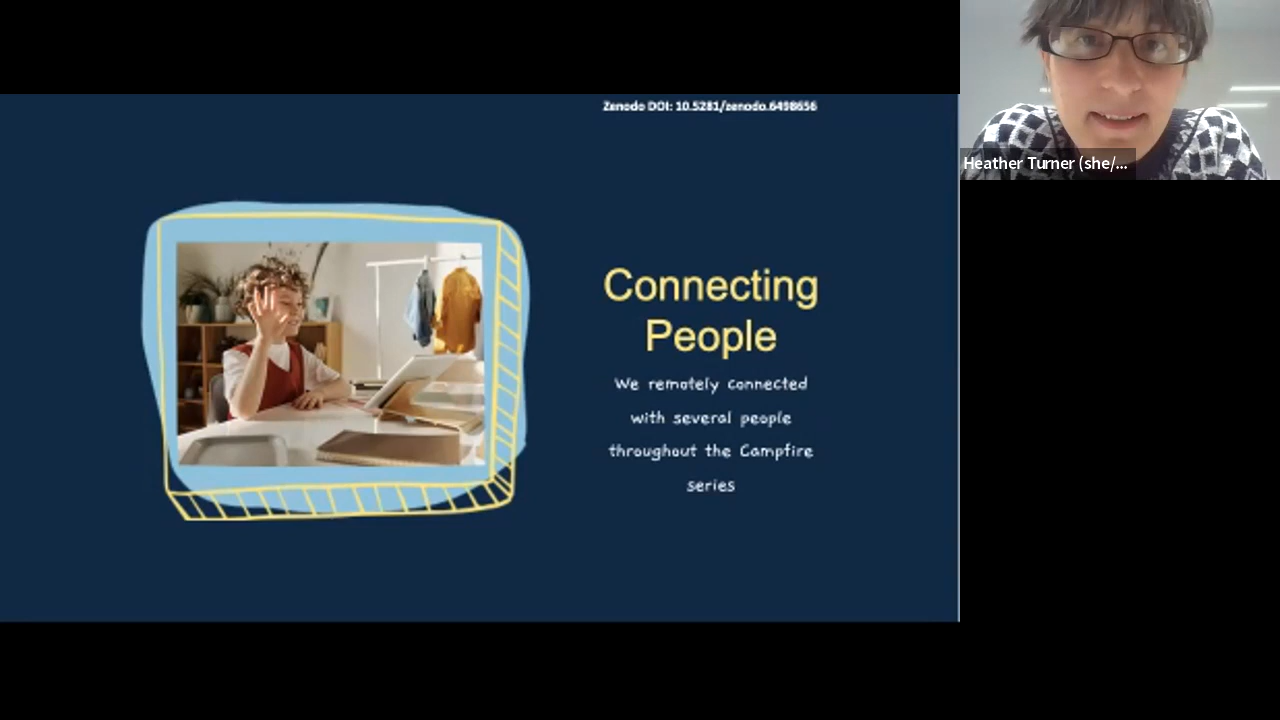 Zenodo DOI: 10.5281/zenodo.6498656
Heather Turner (she/...
Connecting
People
We remotely connected
with several people
throughout the Campfire
series